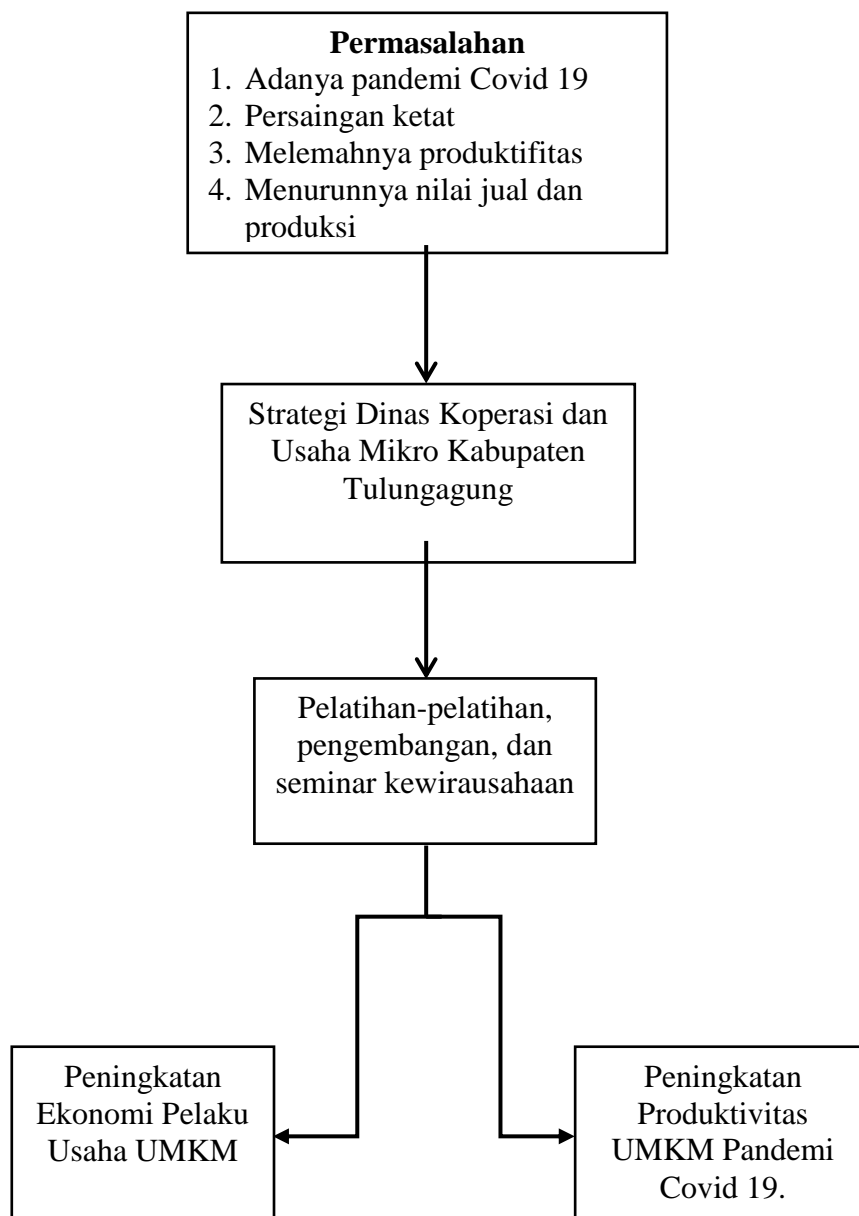 Permasalahan
1. Adanya pandemi Covid 19
2. Persaingan ketat
3. Melemahnya produktifitas
4. Menurunnya nilai jual dan
produksi
Strategi Dinas Koperasi dan
Usaha Mikro Kabupaten
Tulungagung
Pelatihan-pelatihan,
pengembangan, dan
seminar kewirausahaan
Peningkatan
Ekonomi Pelaku
Usaha UMKM
Peningkatan
Produktivitas
UMKM Pandemi
Covid 19.